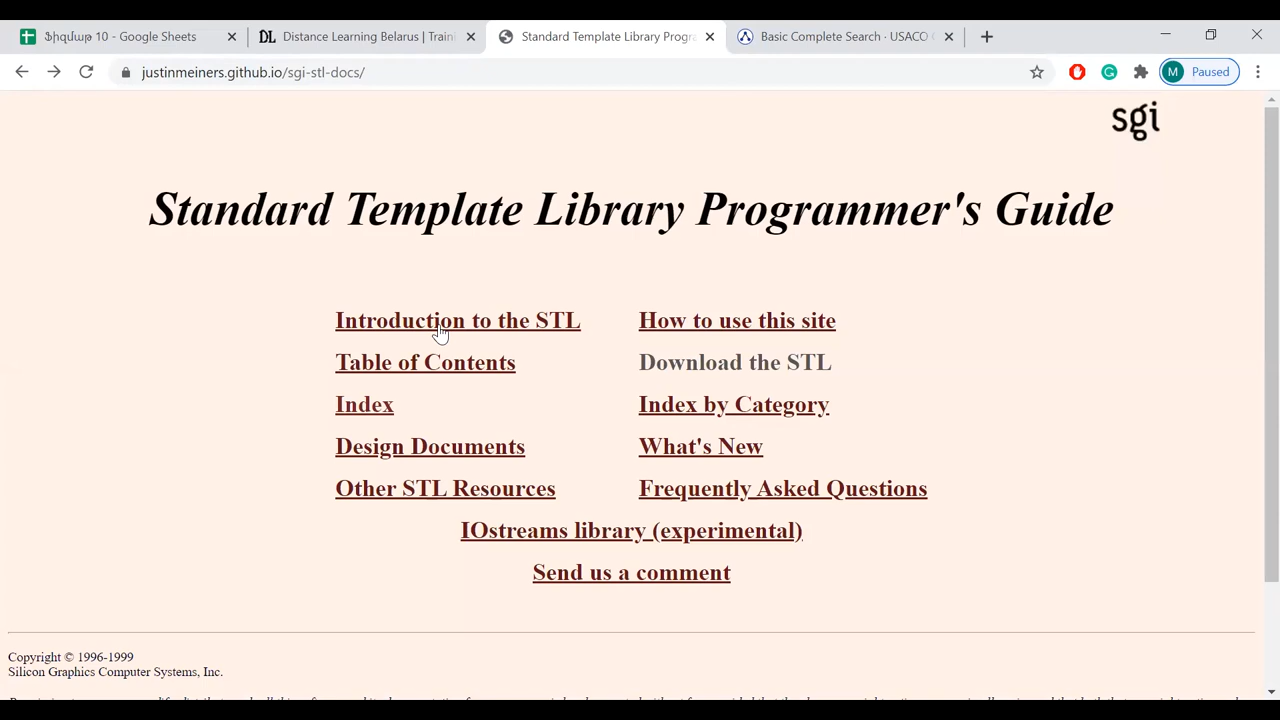 Ֆիզմաթ 10 - Google Sheets
DL Distance Learning Belarus | Traini
Standard Template Library Progra
Basic Complete Search · USACO G
justinmeiners.github.io/sgi-stl-docs/
M Paused
sgi
Standard Template Library Programmer's Guide
Introduction to the STL How to use this site
Table of Contents Download the STL
Index Index by Category
Design Documents What's New
Other STL Resources Frequently Asked Questions
IOstreams library (experimental)
Send us a comment
Copyright © 1996-1999
Silicon Graphics Computer Systems, Inc.